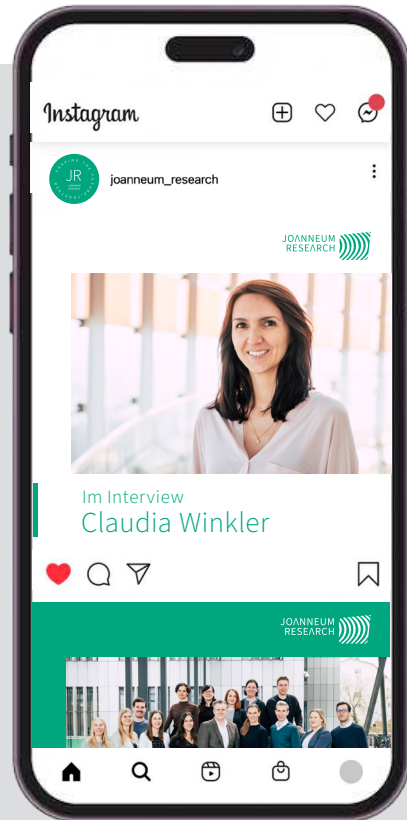 Instagram
JR
joanneum_research
JOANNEUM
RESEARCH
Im Interview
Claudia Winkler
JOANNEUM
RESEARCH